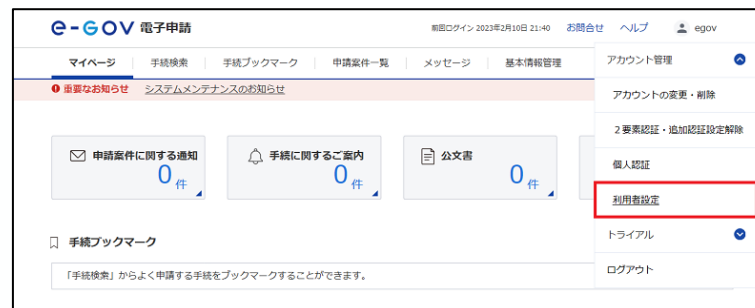 e-GOV 電子申請
前回ログイン 2023年2月10日 21:40 お問合せ ヘルプ egov
マイページ 手続検索 手続ブックマーク 申請案件一覧 メッセージ 基本情報管理
アカウント管理
重要なお知らせ システムメンテナンスのお知らせ
アカウントの変更・削除
2要素認証・追加認証設定解除
個人認証
利用者設定
トライアル
ログアウト
申請案件に関する通知
0件
手続に関するご案内
0件
公文書
0件
手続ブックマーク
「手続検索」からよく申請する手続をブックマークすることができます。